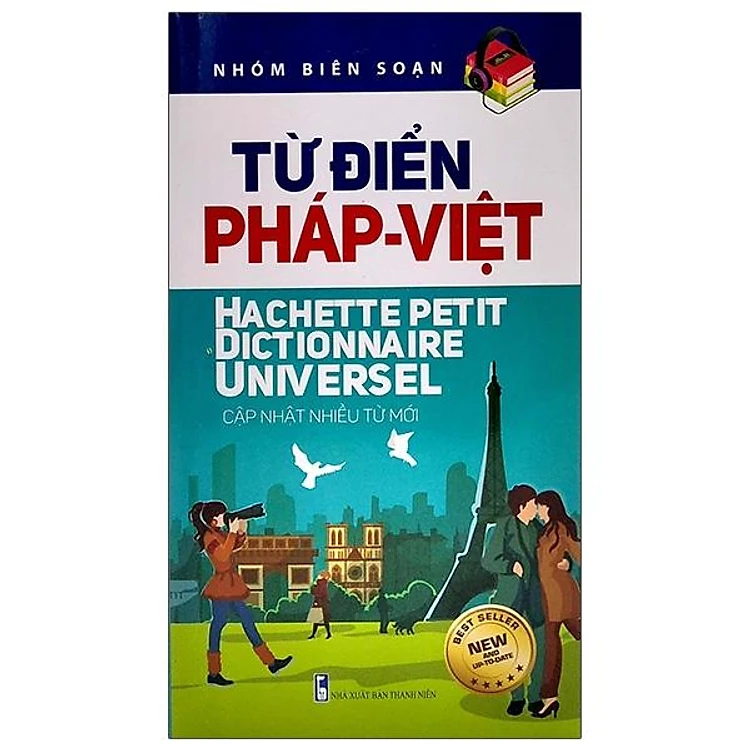 NHÓM BIÊN SOẠN
TỪ ĐIỂN
PHÁP-VIỆT
HACHETTE PETIT
DICTIONNAIRE
UNIVERSEL
CẬP NHẬT NHIỀU TỪ MỚI
BEST SELLER
NEW
AND
UP-TO-DATE
NHÀ XUẤT BẢN THANH NIÊN